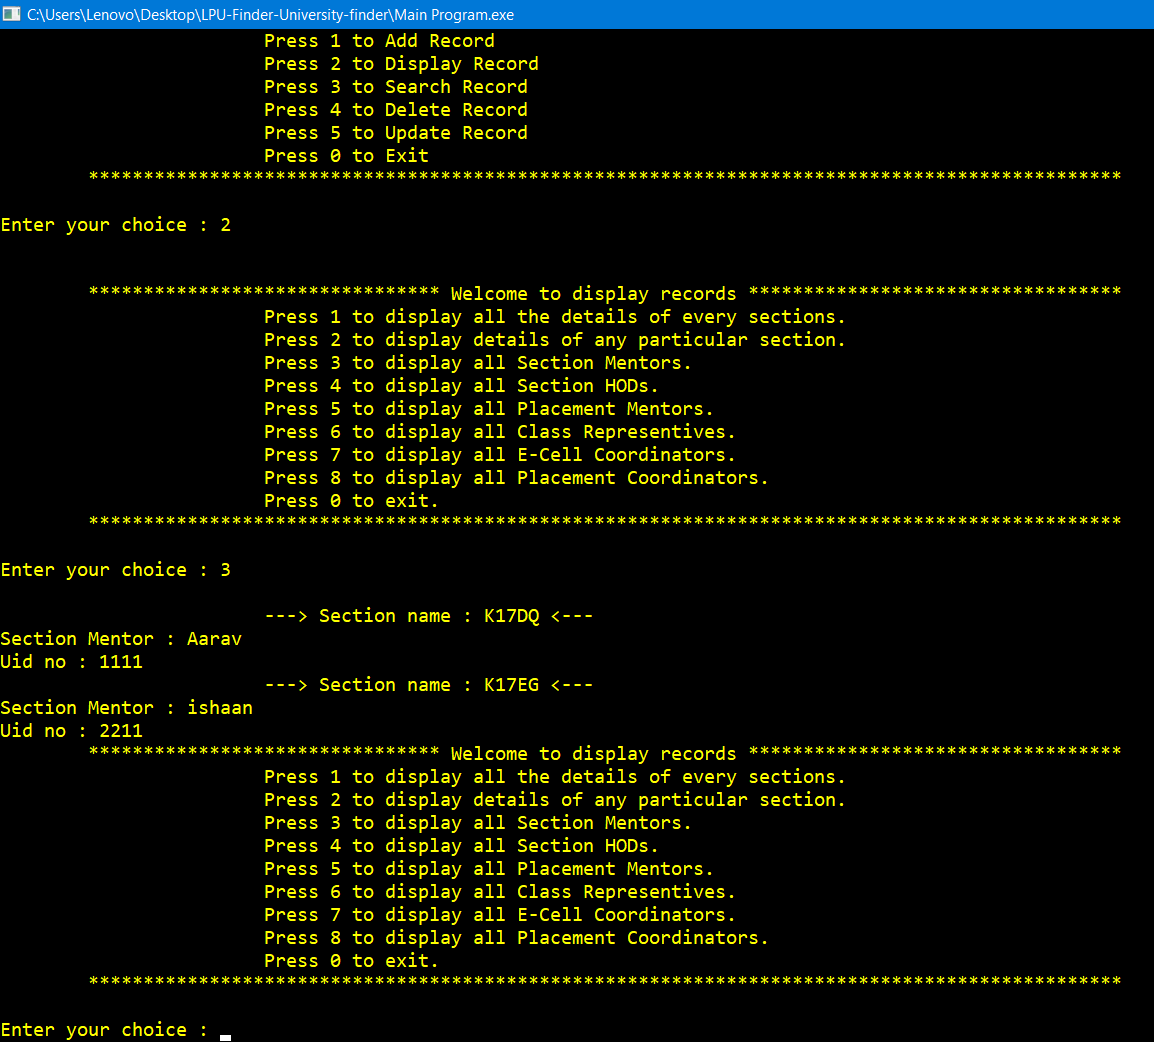 C:\Users\Lenovo\Desktop\LPU-Finder-University-finder\Main Program.exe
Press 1 to Add Record
Press 2 to Display Record
Press 3 to Search Record
Press 4 to Delete Record
Press 5 to Update Record
Press 0 to Exit
**********************************************************************************************
Enter your choice : 2
******************************** Welcome to display records **********************************
Press 1 to display all the details of every sections.
Press 2 to display details of any particular section.
Press 3 to display all Section Mentors.
Press 4 to display all Section HODs.
Press 5 to display all Placement Mentors.
Press 6 to display all Class Representives.
Press 7 to display all E-Cell Coordinators.
Press 8 to display all Placement Coordinators.
Press 0 to exit.
**********************************************************************************************
Enter your choice : 3
---> Section name : K17DQ <---
Section Mentor : Aarav
Uid no : 1111
---> Section name : K17EG <---
Section Mentor : ishaan
Uid no : 2211
******************************** Welcome to display records **********************************
Press 1 to display all the details of every sections.
Press 2 to display details of any particular section.
Press 3 to display all Section Mentors.
Press 4 to display all Section HODs.
Press 5 to display all Placement Mentors.
Press 6 to display all Class Representives.
Press 7 to display all E-Cell Coordinators.
Press 8 to display all Placement Coordinators.
Press 0 to exit.
**********************************************************************************************
Enter your choice :